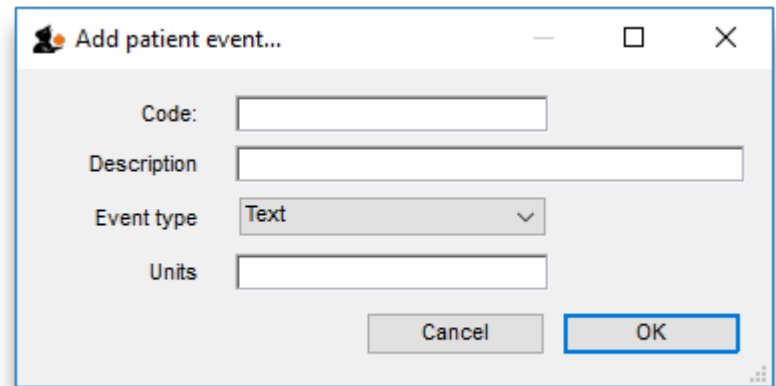 Add patient event...
Code:
Description
Event type Text
Units
Cancel OK